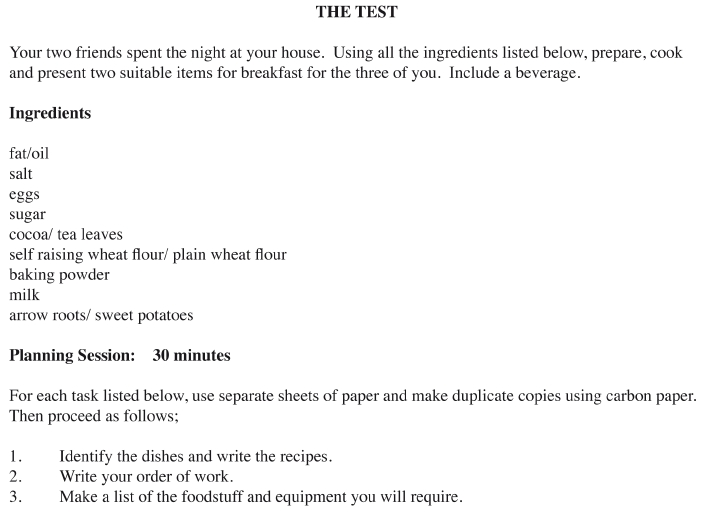 THE TEST
Your two friends spent the night at your house. Using all the ingredients listed below, prepare, cook
and present two suitable items for breakfast for the three of you. Include a beverage.
Ingredients
fat/oil
salt
eggs
sugar
cocoa/ tea leaves
self raising wheat flour/ plain wheat flour
baking powder
milk
arrow roots/ sweet potatoes
Planning Session: 30 minutes
For each task listed below, use separate sheets of paper and make duplicate copies using carbon paper.
Then proceed as follows;
1. Identify the dishes and write the recipes.
2. Write your order of work.
3. Make a list of the foodstuff and equipment you will require.